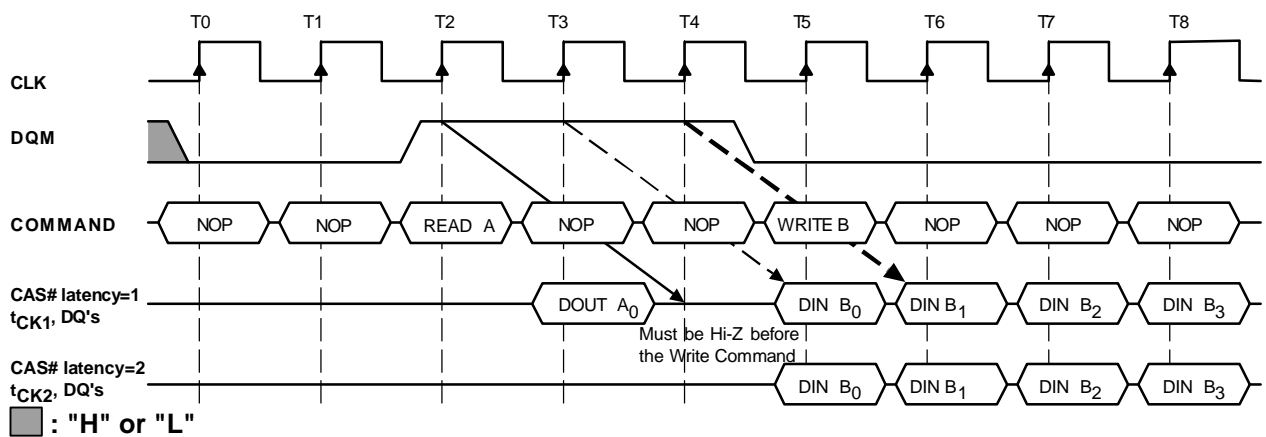 T0 T1 T2 T3 T4 T5 T6 T7 T8
CLK
DQM
COMMAND NOP NOP READ A NOP NOP WRITE B NOP NOP NOP
CAS# latency=1
tCK1, DQ's
DOUT A0 DIN B0 DIN B1 DIN B2 DIN B3
Must be Hi-Z before
the Write Command
CAS# latency=2
tCK2, DQ's
DIN B0 DIN B1 DIN B2 DIN B3
: "H" or "L"